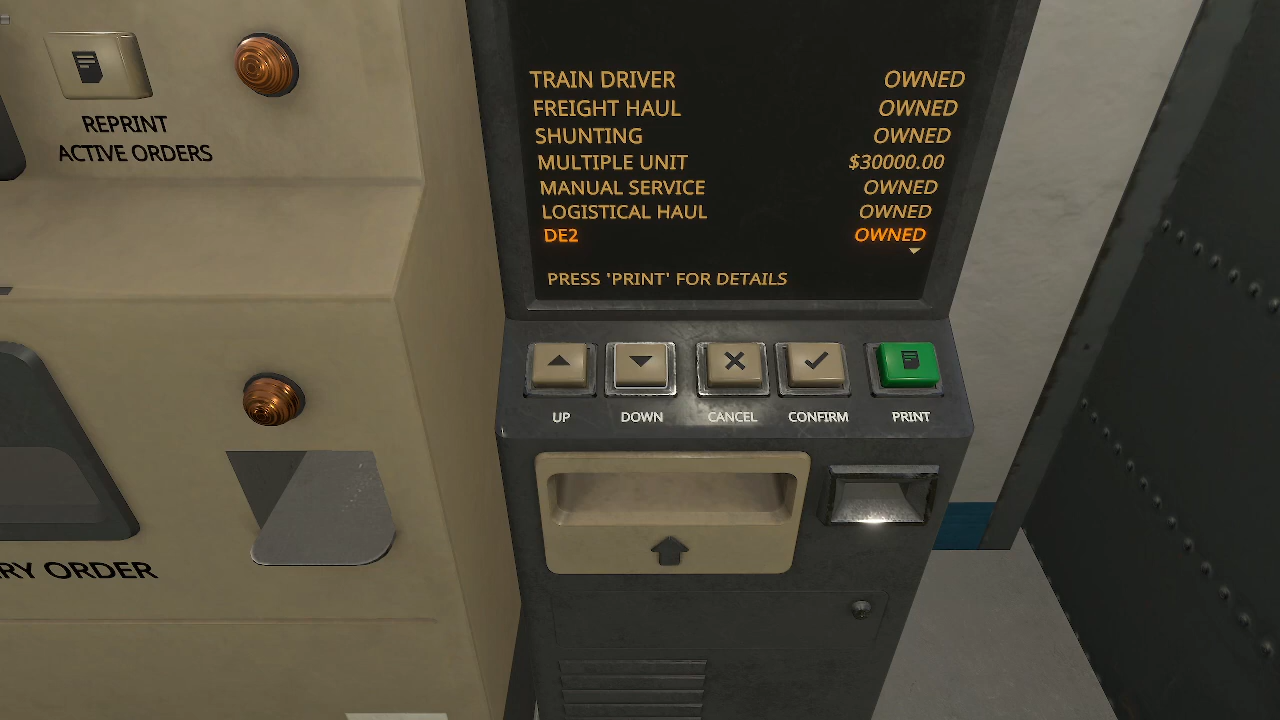 REPRINT
ACTIVE ORDERS
RY ORDER
TRAIN DRIVER OWNED
FREIGHT HAUL OWNED
SHUNTING OWNED
MULTIPLE UNIT $30000.00
MANUAL SERVICE OWNED
LOGISTICAL HAUL OWNED
DE2 OWNED
PRESS 'PRINT' FOR DETAILS
UP DOWN CANCEL CONFIRM PRINT